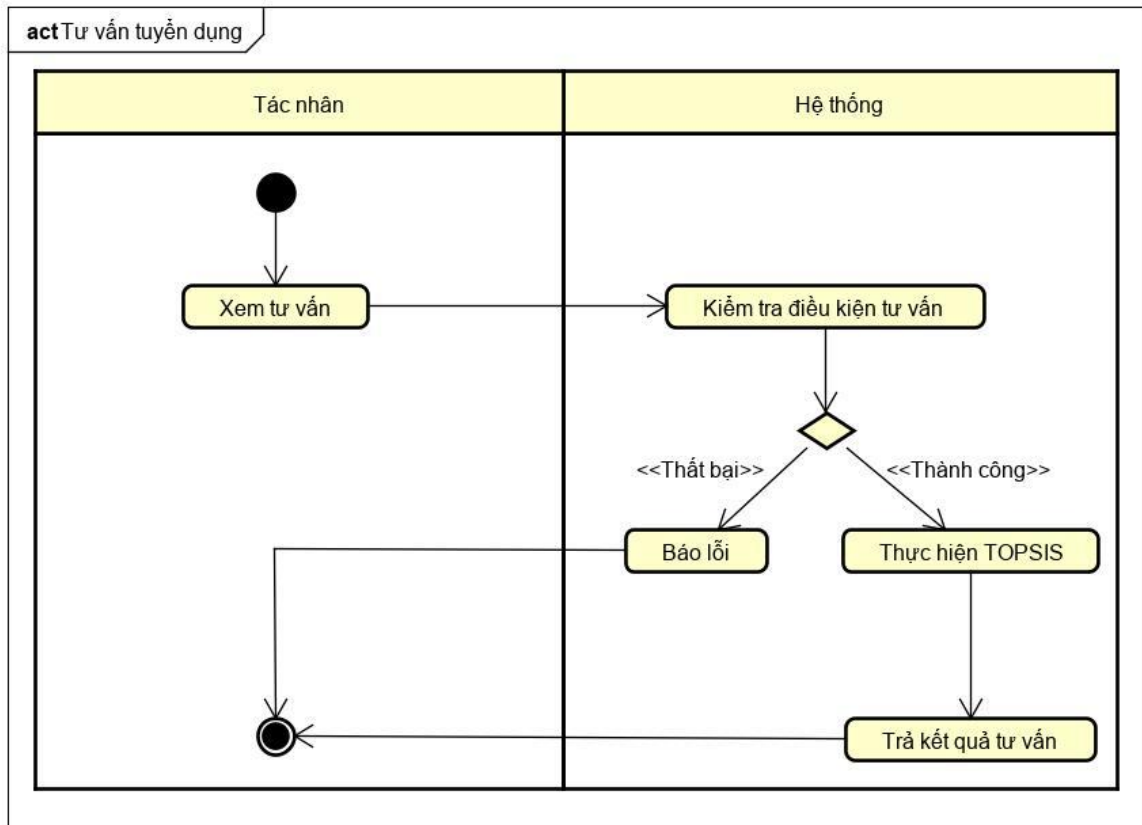 act Tư vấn tuyển dụng
Tác nhân
Hệ thống
Xem tư vấn
Kiểm tra điều kiện tư vấn
<<Thất bại>>
<<Thành công>>
Báo lỗi
Thực hiện TOPSIS
Trả kết quả tư vấn